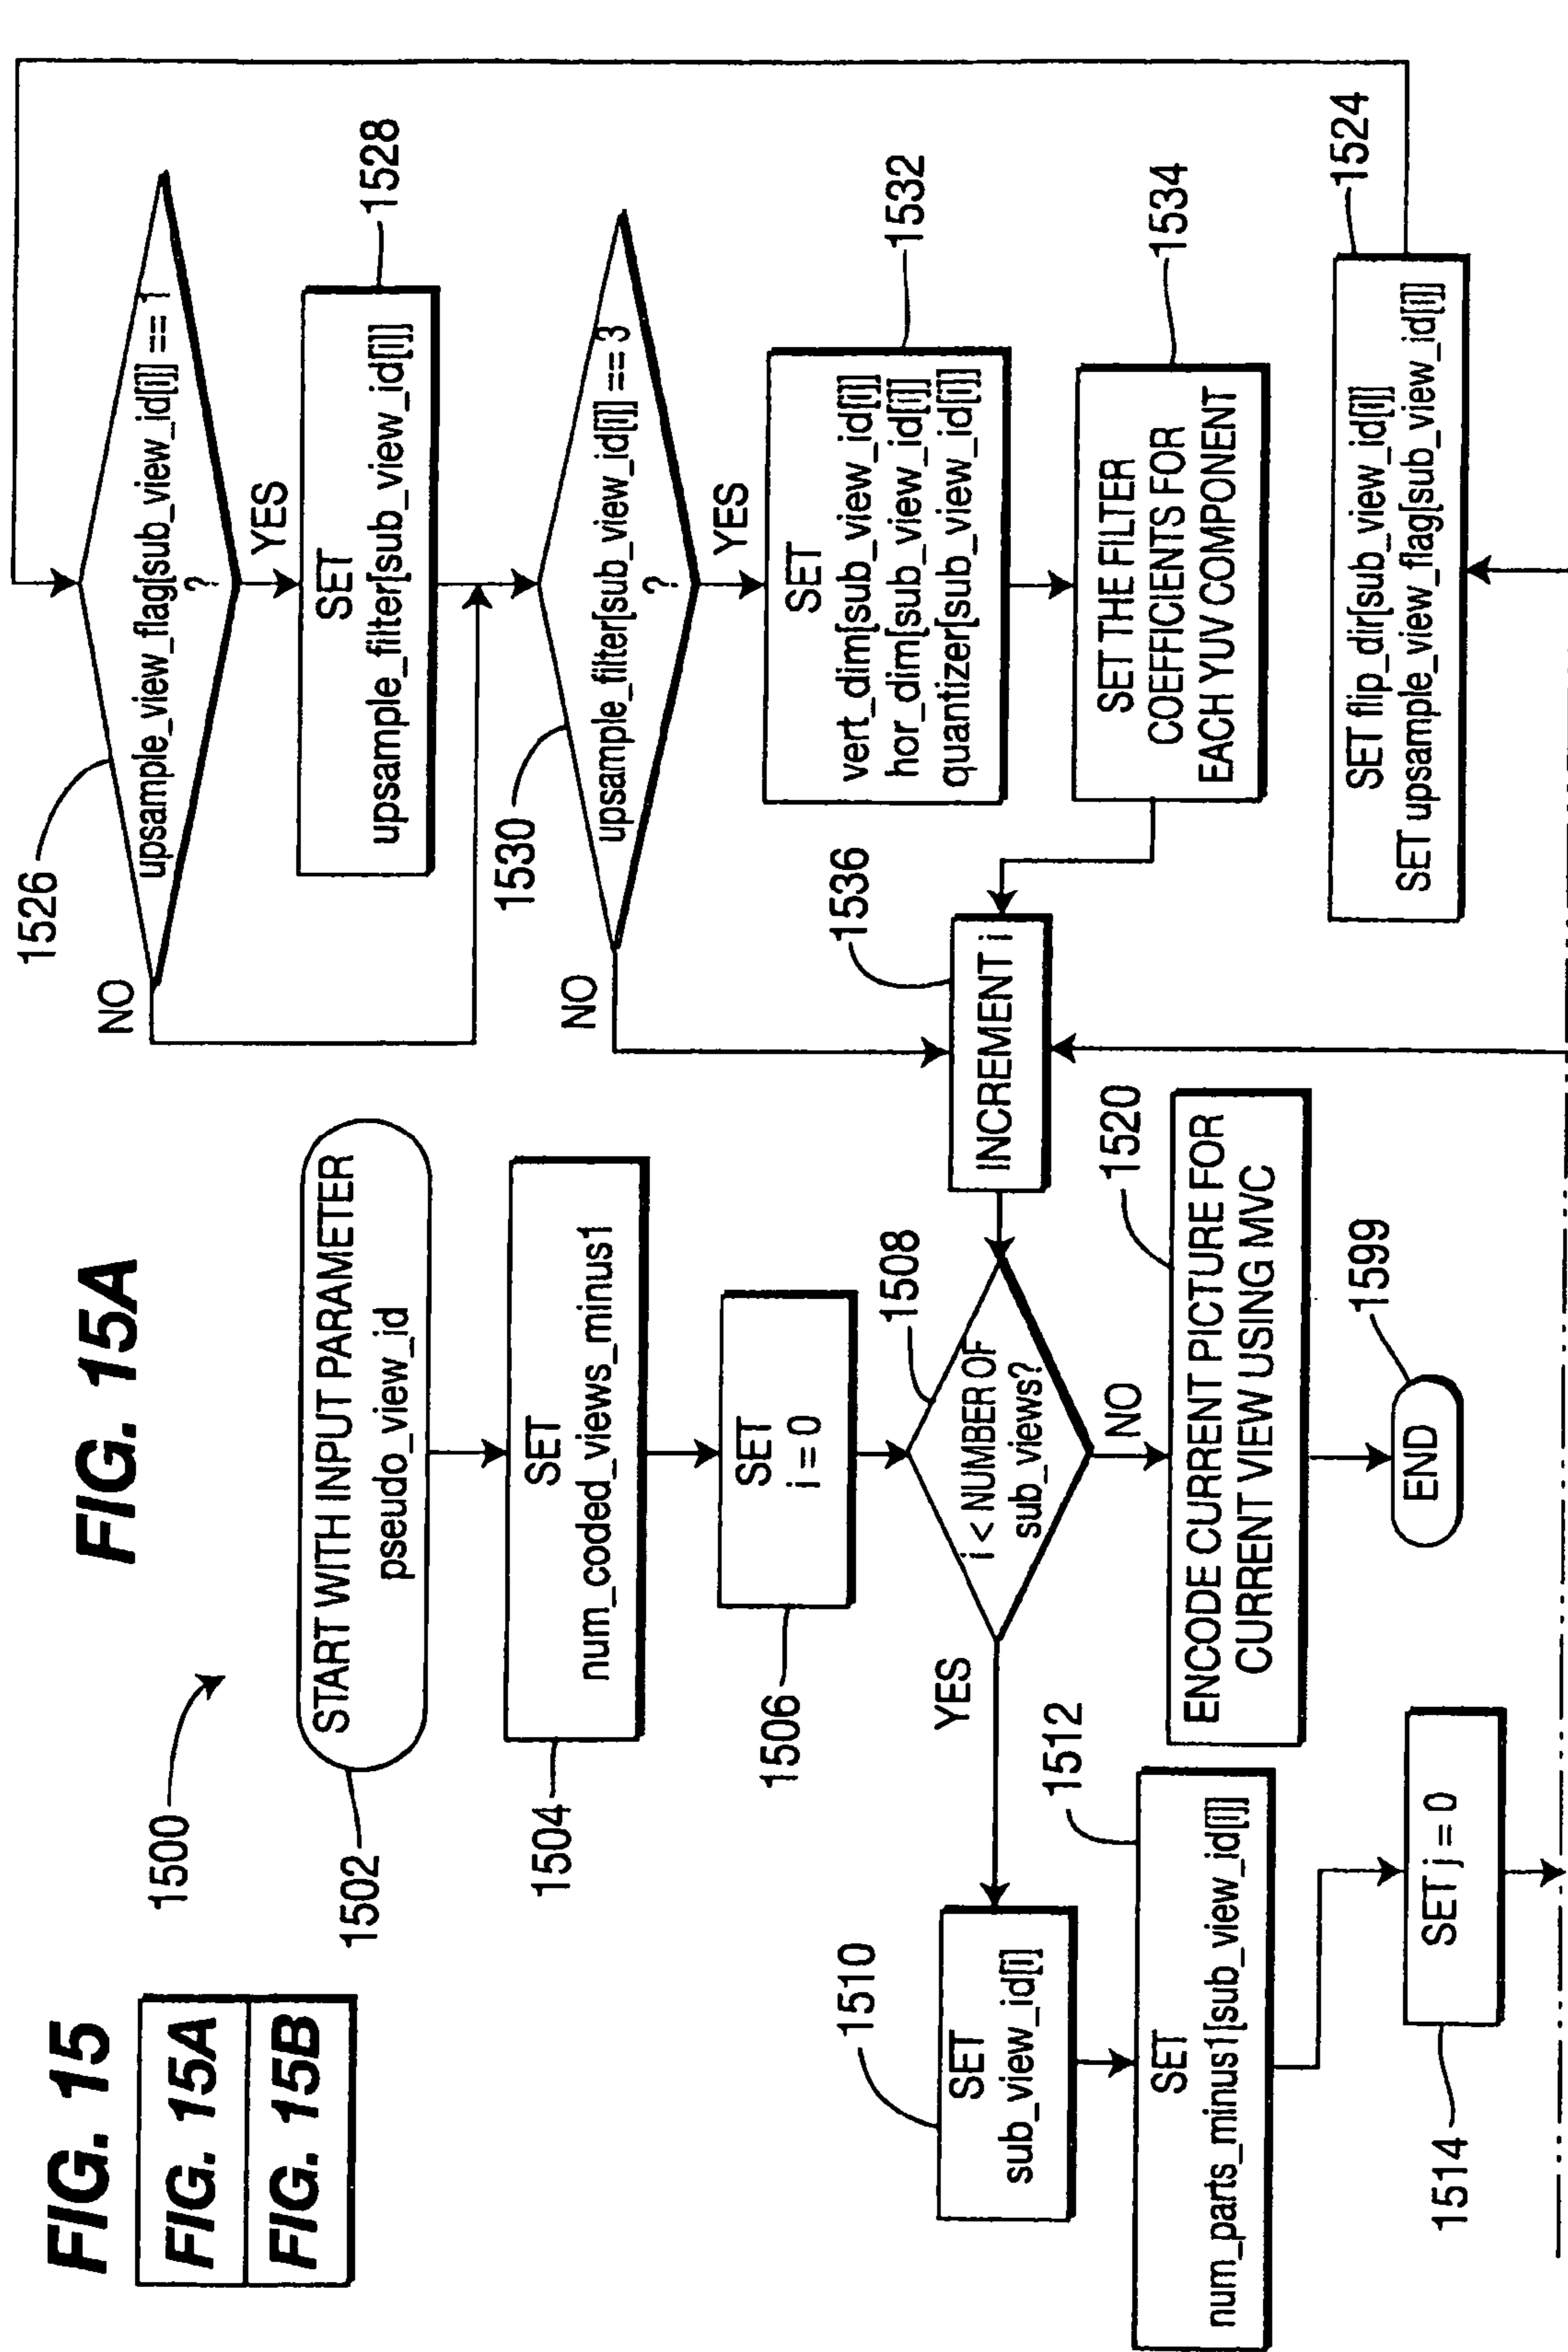 FIG. 15
FIG. 15A
FIG. 15B
FIG. 15A
1500
1502
START WITH INPUT PARAMETER
pseudo_view_id
1504
SET
num_coded_views_minus1
1506
SET
i = 0
1508
i < NUMBER OF
sub_views?
YES
NO
1510
SET
sub_view_id[i]
1512
SET
num_parts_minus1[sub_view_id[i]]
1514
SET j = 0
1520
ENCODE CURRENT PICTURE FOR
CURRENT VIEW USING MVC
1599
END
1526
upsample_view_flag[sub_view_id[i]] == 1
?
NO
YES
1528
SET
upsample_filter[sub_view_id[i]]
1530
upsample_filter[sub_view_id[i]] == 3
?
NO
YES
1532
SET
vert_dim[sub_view_id[i]]
hor_dim[sub_view_id[i]]
quantizer[sub_view_id[i]]
1534
SET THE FILTER
COEFFICIENTS FOR
EACH YUV COMPONENT
1536
INCREMENT i
1524
SET flip_dir[sub_view_id[i]]
SET upsample_view_flag[sub_view_id[i]]